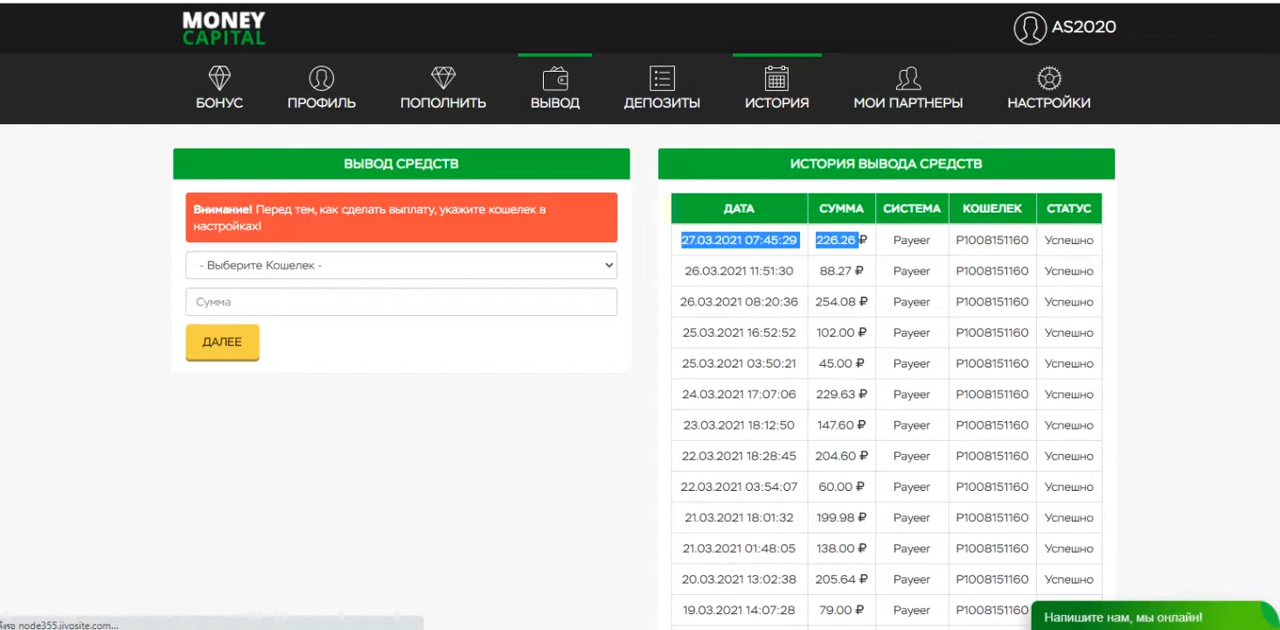 MONEY
CAPITAL
AS2020
БОНУС
ПРОФИЛЬ
ПОПОЛНИТЬ
ВЫВОД
ДЕПОЗИТЫ
ИСТОРИЯ
МОИ ПАРТНЕРЫ
НАСТРОЙКИ
ВЫВОД СРЕДСТВ
Внимание! Перед тем, как сделать выплату, укажите кошелек в
настройках!
- Выберите Кошелек -
Сумма
ДАЛЕЕ
ИСТОРИЯ ВЫВОДА СРЕДСТВ
ДАТА СУММА СИСТЕМА КОШЕЛЕК СТАТУС
27.03.2021 07:45:29 226.26 ₽ Payeer P1008151160 Успешно
26.03.2021 11:51:30 88.27 ₽ Payeer P1008151160 Успешно
26.03.2021 08:20:36 254.08 ₽ Payeer P1008151160 Успешно
25.03.2021 16:52:52 102.00 ₽ Payeer P1008151160 Успешно
25.03.2021 03:50:21 45.00 ₽ Payeer P1008151160 Успешно
24.03.2021 17:07:06 229.63 ₽ Payeer P1008151160 Успешно
23.03.2021 18:12:50 147.60 ₽ Payeer P1008151160 Успешно
22.03.2021 18:28:45 204.60 ₽ Payeer P1008151160 Успешно
22.03.2021 03:54:07 60.00 ₽ Payeer P1008151160 Успешно
21.03.2021 18:01:32 199.98 ₽ Payeer P1008151160 Успешно
21.03.2021 01:48:05 138.00 ₽ Payeer P1008151160 Успешно
20.03.2021 13:02:38 205.64 ₽ Payeer P1008151160 Успешно
19.03.2021 14:07:28 79.00 ₽ Payeer P1008151160
Напишите нам, мы онлайн!
node355.jivosite.com...